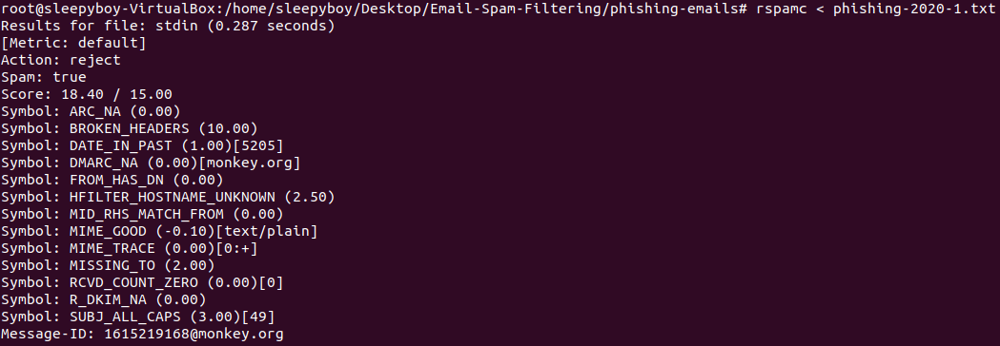 root@sleepyboy-VirtualBox:/home/sleepyboy/Desktop/Email-Spam-Filtering/phishing-emails# rspamc < phishing-2020-1.txt
Results for file: stdin (0.287 seconds)
[Metric: default]
Action: reject
Spam: true
Score: 18.40 / 15.00
Symbol: ARC_NA (0.00)
Symbol: BROKEN_HEADERS (10.00)
Symbol: DATE_IN_PAST (1.00)[5205]
Symbol: DMARC_NA (0.00)[monkey.org]
Symbol: FROM_HAS_DN (0.00)
Symbol: HFILTER_HOSTNAME_UNKNOWN (2.50)
Symbol: MID_RHS_MATCH_FROM (0.00)
Symbol: MIME_GOOD (-0.10)[text/plain]
Symbol: MIME_TRACE (0.00)[0:+]
Symbol: MISSING_TO (2.00)
Symbol: RCVD_COUNT_ZERO (0.00)[0]
Symbol: R_DKIM_NA (0.00)
Symbol: SUBJ_ALL_CAPS (3.00)[49]
Message-ID: 1615219168@monkey.org